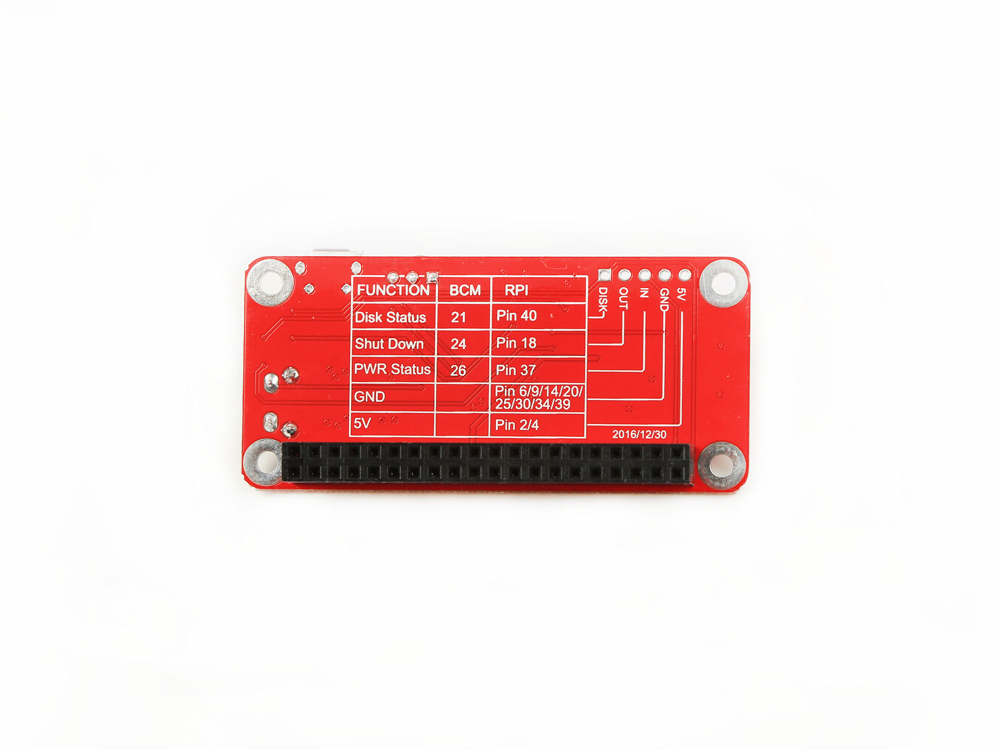 FUNCTION BCM RPI
Disk Status 21 Pin 40
Shut Down 24 Pin 18
PWR Status 26 Pin 37
GND Pin 6/9/14/20/
25/30/34/39
5V Pin 2/4
DISK
OUT
IN
GND
5V
2016/12/30